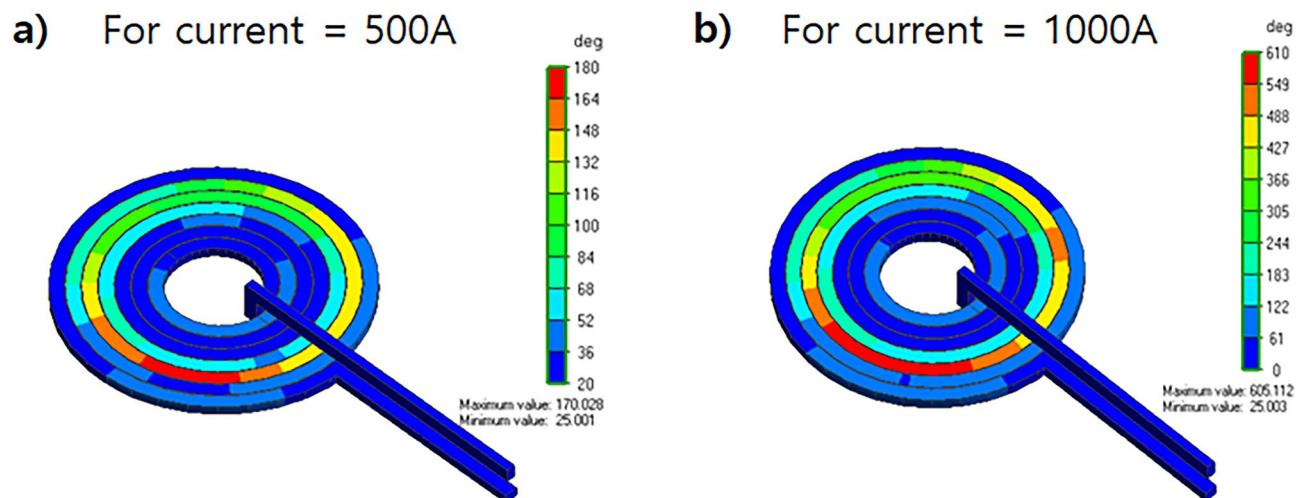 a) For current = 500A
deg
180
164
148
132
116
100
84
68
52
36
20
Maximum value: 170.028
Minimum value: 25.001
b) For current = 1000A
deg
610
549
488
427
366
305
244
183
122
61
0
Maximum value: 605.112
Minimum value: 25.003